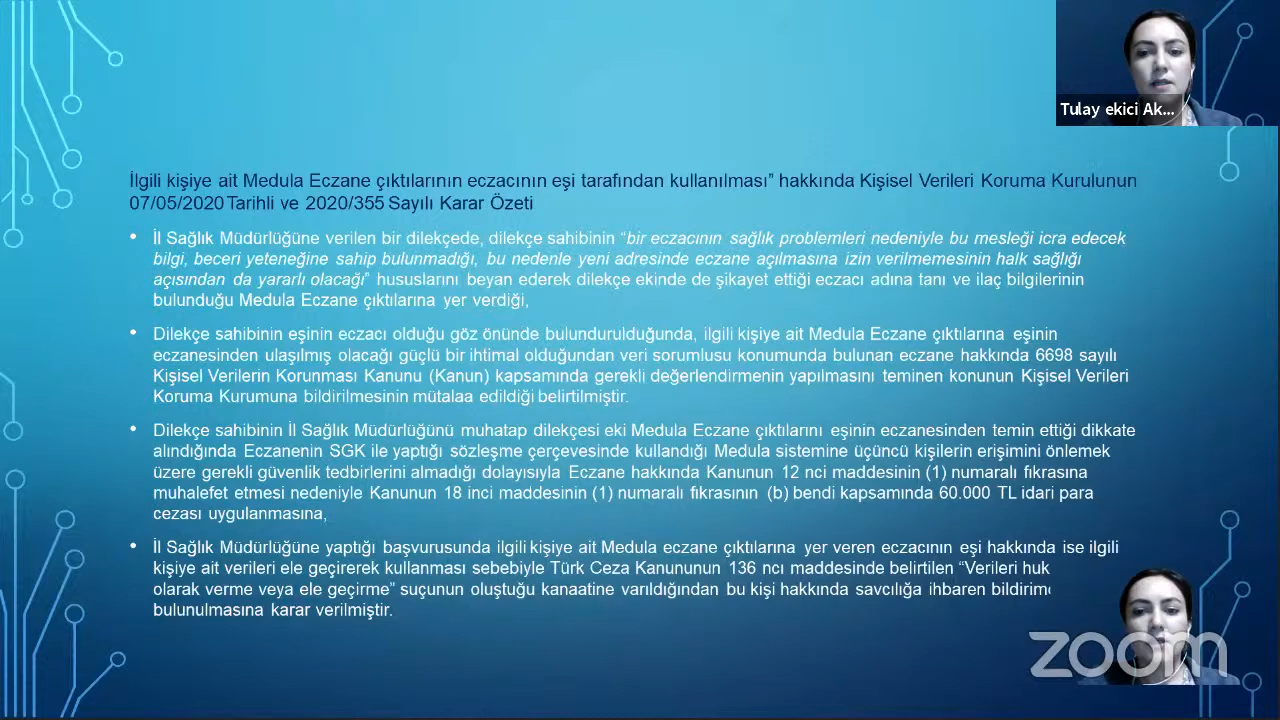 Tulay ekici Ak...
İlgili kişiye ait Medula Eczane çıktılarının eczacının eşi tarafından kullanılması” hakkında Kişisel Verileri Koruma Kurulunun
07/05/2020 Tarihli ve 2020/355 Sayılı Karar Özeti
• İl Sağlık Müdürlüğüne verilen bir dilekçede, dilekçe sahibinin “bir eczacının sağlık problemleri nedeniyle bu mesleği icra edecek
bilgi, beceri yeteneğine sahip bulunmadığı, bu nedenle yeni adresinde eczane açılmasına izin verilmemesinin halk sağlığı
açısından da yararlı olacağı” hususlarını beyan ederek dilekçe ekinde de şikayet ettiği eczacı adına tanı ve ilaç bilgilerinin
bulunduğu Medula Eczane çıktılarına yer verdiği,
• Dilekçe sahibinin eşinin eczacı olduğu göz önünde bulundurulduğunda, ilgili kişiye ait Medula Eczane çıktılarına eşinin
eczanesinden ulaşılmış olacağı güçlü bir ihtimal olduğundan veri sorumlusu konumunda bulunan eczane hakkında 6698 sayılı
Kişisel Verilerin Korunması Kanunu (Kanun) kapsamında gerekli değerlendirmenin yapılmasını teminen konunun Kişisel Verileri
Koruma Kurumuna bildirilmesinin mütalaa edildiği belirtilmiştir.
• Dilekçe sahibinin İl Sağlık Müdürlüğünü muhatap dilekçesi eki Medula Eczane çıktılarını eşinin eczanesinden temin ettiği dikkate
alındığında Eczanenin SGK ile yaptığı sözleşme çerçevesinde kullandığı Medula sistemine üçüncü kişilerin erişimini önlemek
üzere gerekli güvenlik tedbirlerini almadığı dolayısıyla Eczane hakkında Kanunun 12 nci maddesinin (1) numaralı fıkrasına
muhalefet etmesi nedeniyle Kanunun 18 inci maddesinin (1) numaralı fıkrasının (b) bendi kapsamında 60.000 TL idari para
cezası uygulanmasına,
• İl Sağlık Müdürlüğüne yaptığı başvurusunda ilgili kişiye ait Medula eczane çıktılarına yer veren eczacının eşi hakkında ise ilgili
kişiye ait verileri ele geçirerek kullanması sebebiyle Türk Ceza Kanununun 136 ncı maddesinde belirtilen “Verileri huk
olarak verme veya ele geçirme” suçunun oluştuğu kanaatine varıldığından bu kişi hakkında savcılığa ihbaren bildirim
bulunulmasına karar verilmiştir.
zoom